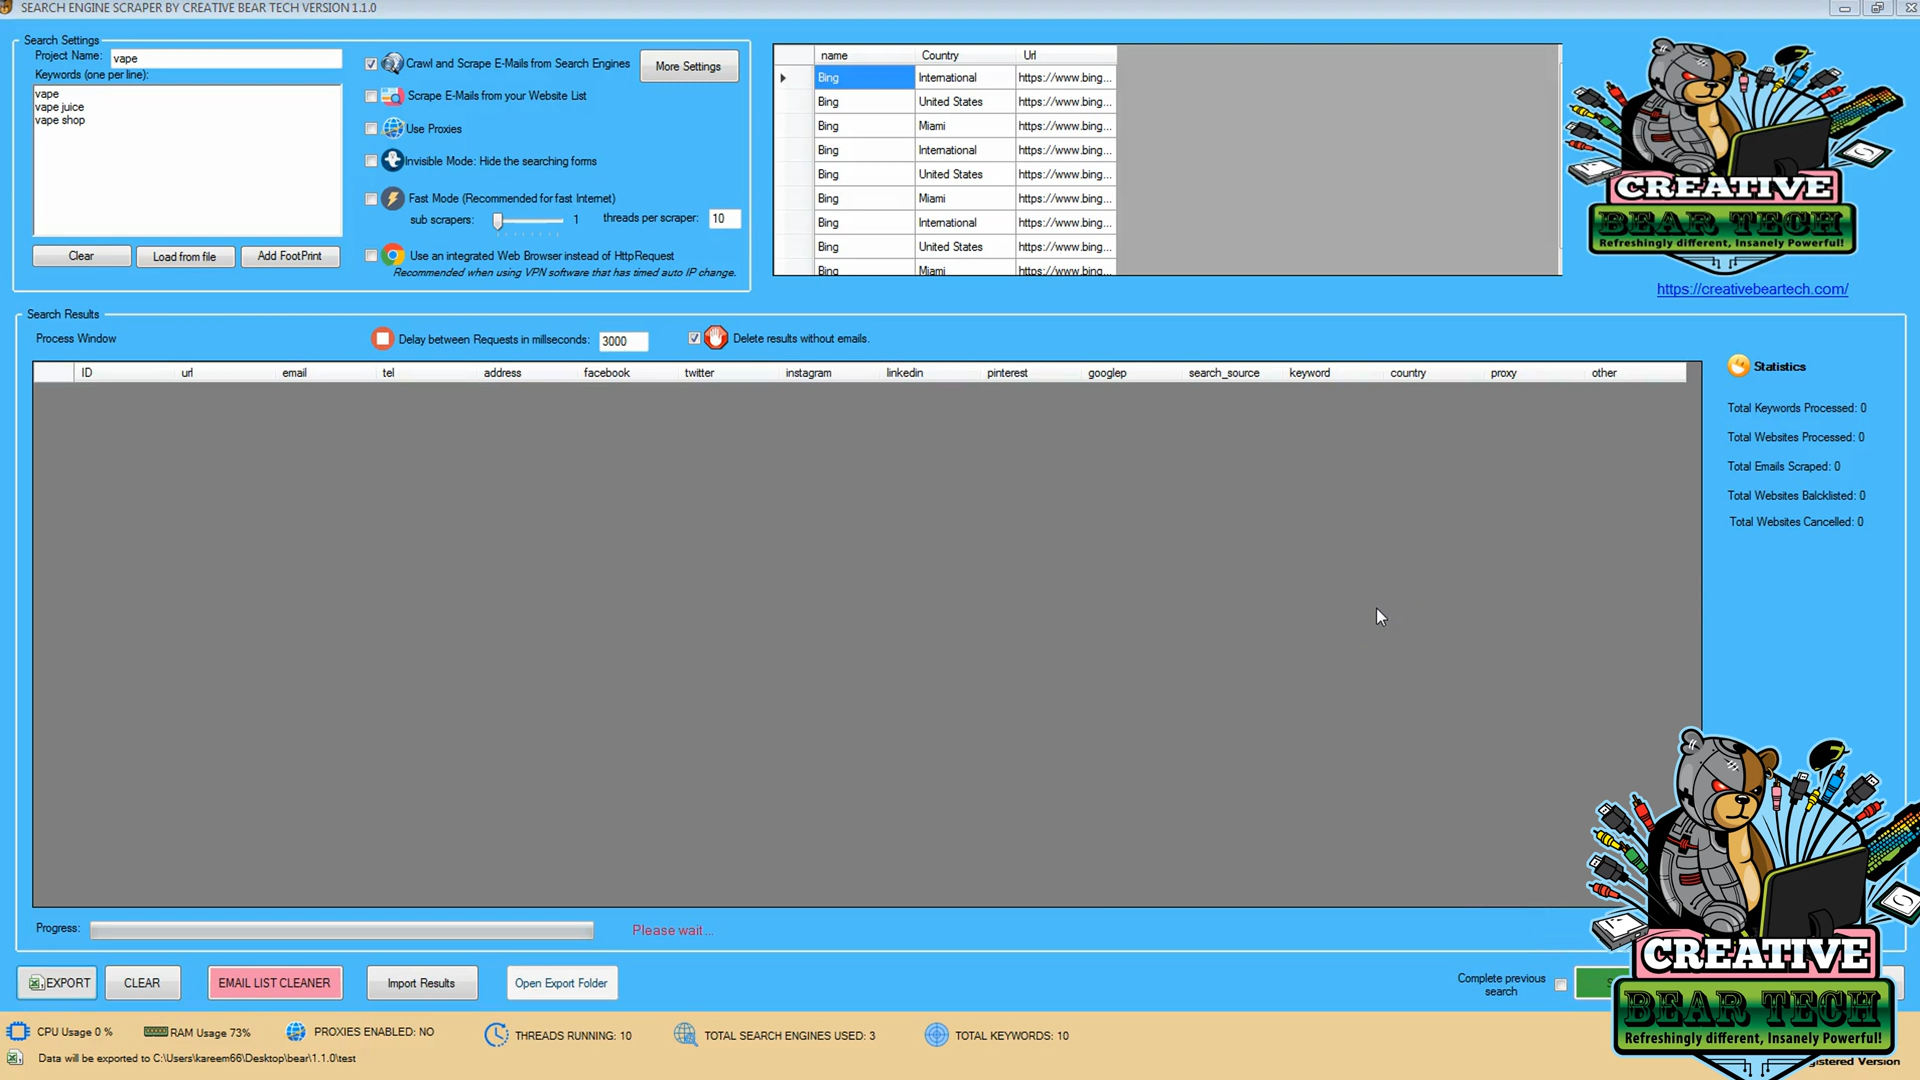 SEARCH ENGINE SCRAPER BY CREATIVE BEAR TECH VERSION 1.1.0
Search Settings
Project Name: vape
Keywords (one per line):
vape
vape juice
vape shop
Clear
Load from file
Add FootPrint
Crawl and Scrape E-Mails from Search Engines
More Settings
Scrape E-Mails from your Website List
Use Proxies
Invisible Mode: Hide the searching forms
Fast Mode (Recommended for fast Internet)
sub scrapers: 1 threads per scraper: 10
Use an integrated Web Browser instead of HttpRequest
Recommended when using VPN software that has timed auto IP change.
name Country Url
Bing International https://www.bing...
Bing United States https://www.bing...
Bing Miami https://www.bing...
Bing International https://www.bing...
Bing United States https://www.bing...
Bing Miami https://www.bing...
Bing International https://www.bing...
Bing United States https://www.bing...
Bing Miami https://www.bing...
CREATIVE
BEAR TECH
Refreshingly different, Insanely Powerful!
https://creativebeartech.com/
Search Results
Process Window
Delay between Requests in millseconds: 3000
Delete results without emails.
ID url email tel address facebook twitter instagram linkedin pinterest googlep search_source keyword country proxy other
Statistics
Total Keywords Processed: 0
Total Websites Processed: 0
Total Emails Scraped: 0
Total Websites Balcklisted: 0
Total Websites Cancelled: 0
Progress:
Please wait...
EXPORT
CLEAR
EMAIL LIST CLEANER
Import Results
Open Export Folder
Complete previous
search
CREATIVE
BEAR TECH
Refreshingly different, Insanely Powerful!
CPU Usage 0 %
RAM Usage 73%
PROXIES ENABLED: NO
THREADS RUNNING: 10
TOTAL SEARCH ENGINES USED: 3
TOTAL KEYWORDS: 10
Data will be exported to C:\Users\kareem66\Desktop\bear\1.1.0\test
gistered Version